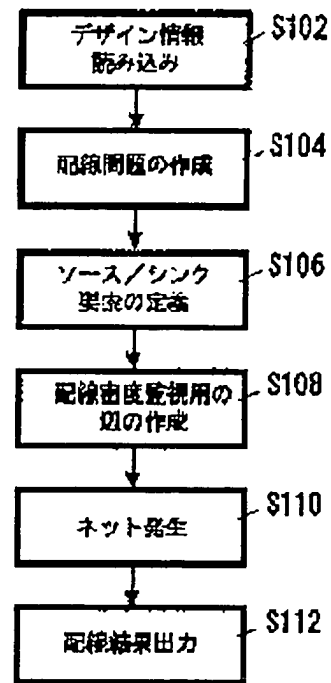 デザイン情報
読み込み
S102
配線問題の作成
S104
ソース／シンク
要求の定義
S106
配線密度監視用の
辺の作成
S108
ネット発生
S110
配線結果出力
S112